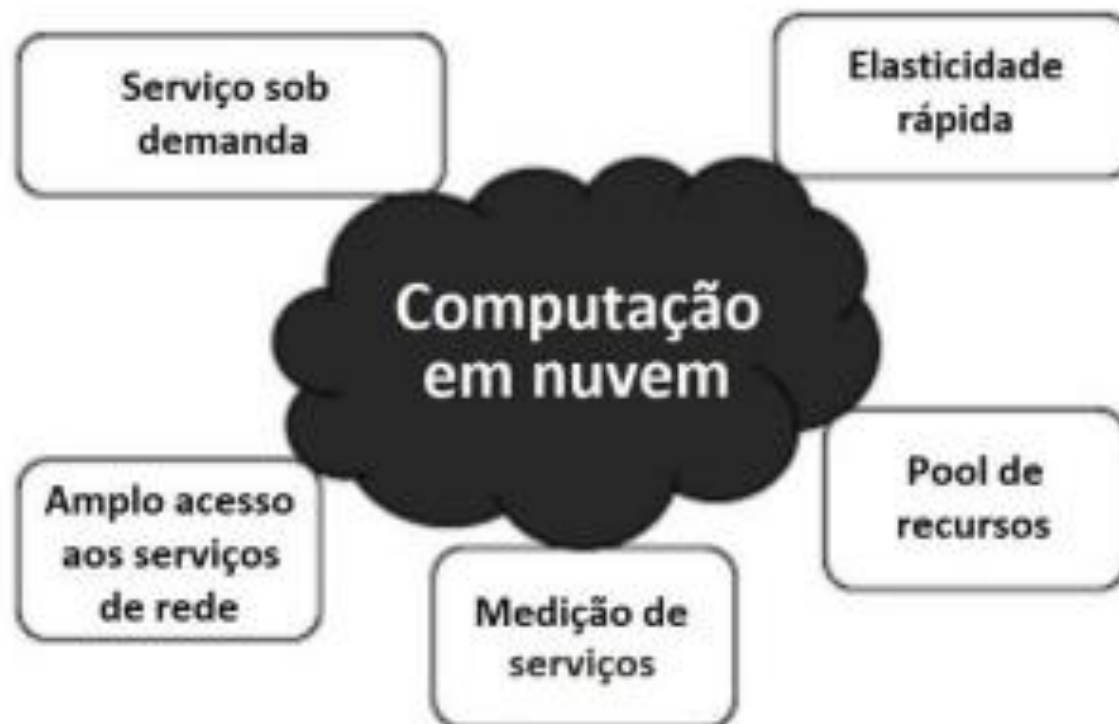 Serviço sob
demanda
Elasticidade
rápida
Computação
em nuvem
Amplo acesso
aos serviços
de rede
Medição de
serviços
Pool de
recursos